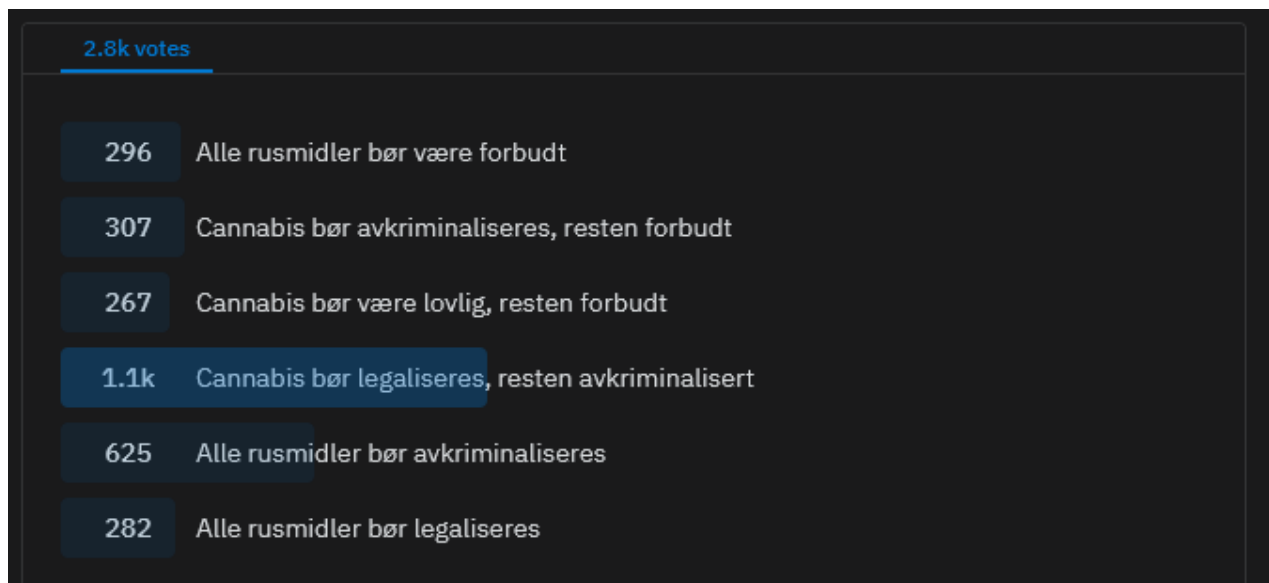 2.8k votes
296 Alle rusmidler bør være forbudt
307 Cannabis bør avkriminaliseres, resten forbudt
267 Cannabis bør være lovlig, resten forbudt
1.1k Cannabis bør legaliseres, resten avkriminalisert
625 Alle rusmidler bør avkriminaliseres
282 Alle rusmidler bør legaliseres